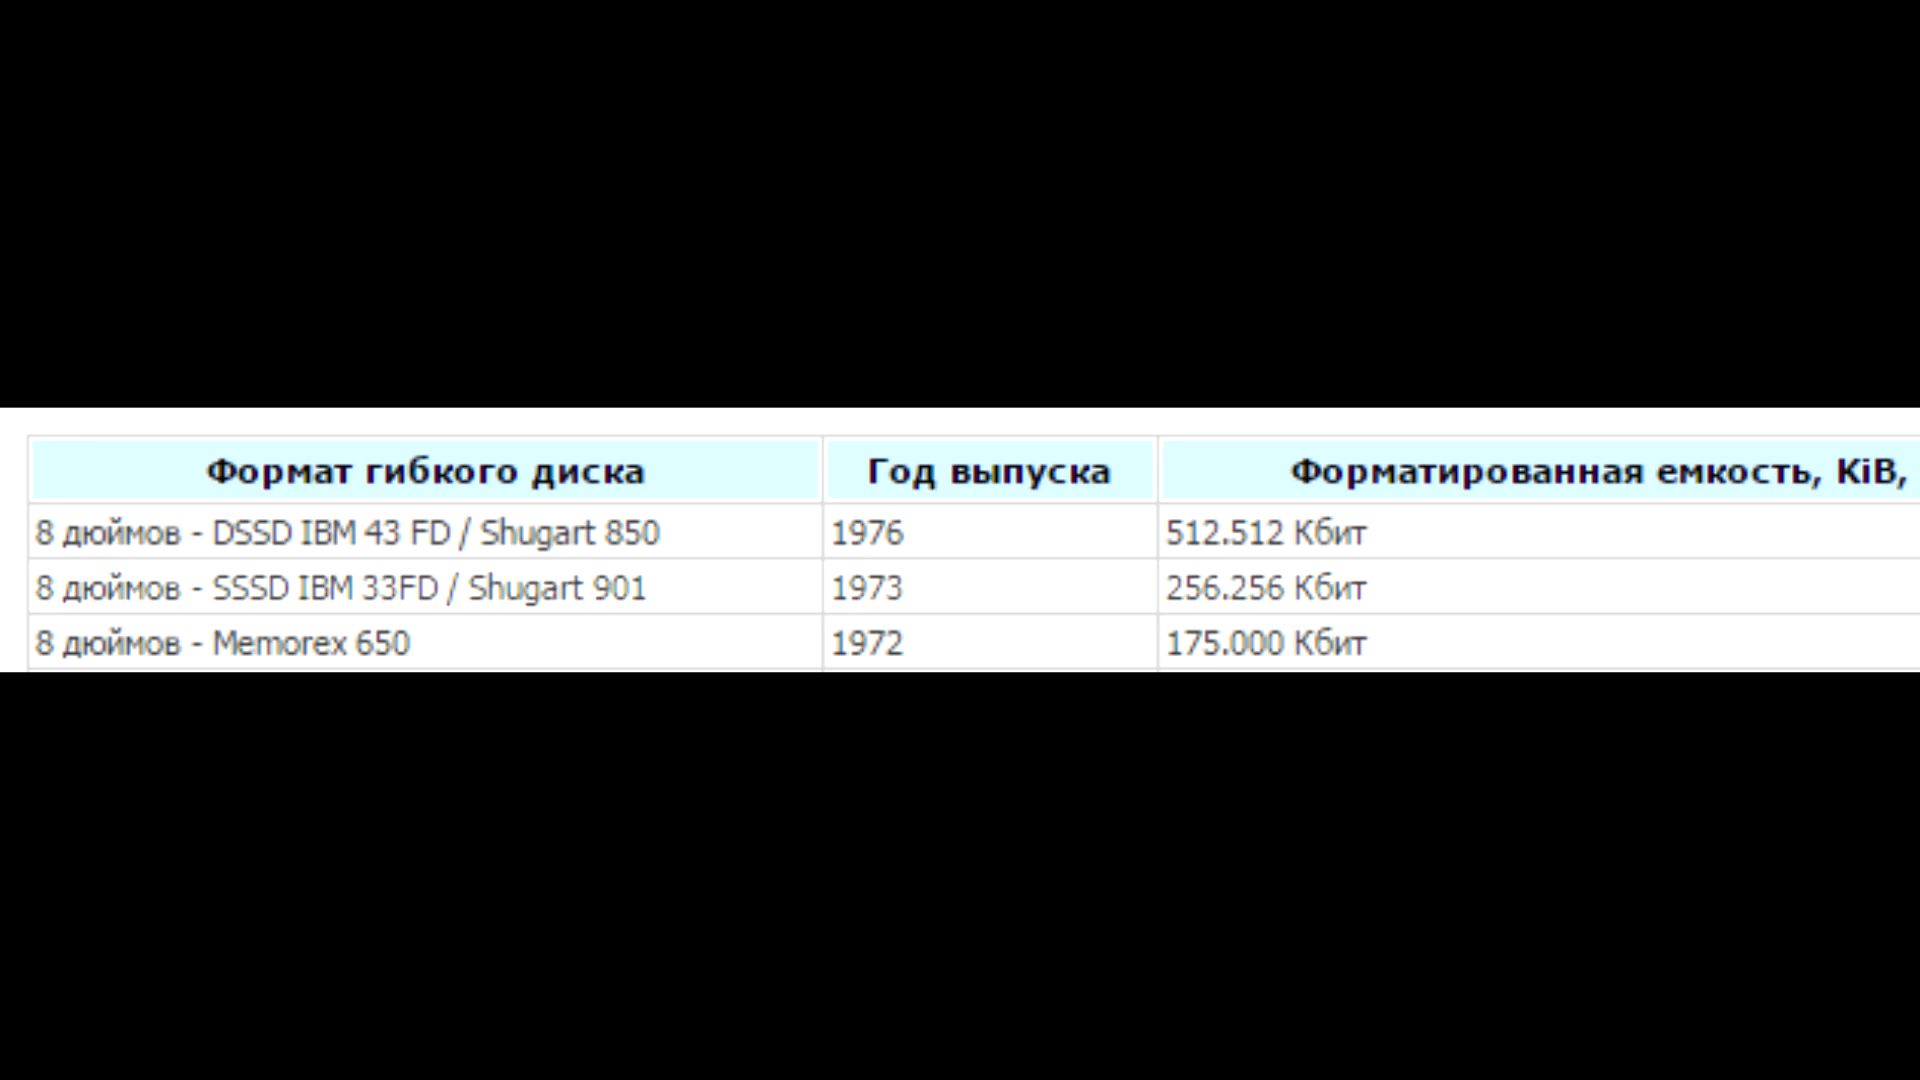 Формат гибкого диска Год выпуска Форматированная емкость, KiB,
8 дюймов - DSSD IBM 43 FD / Shugart 850 1976 512.512 Кбит
8 дюймов - SSSD IBM 33FD / Shugart 901 1973 256.256 Кбит
8 дюймов - Memorex 650 1972 175.000 Кбит